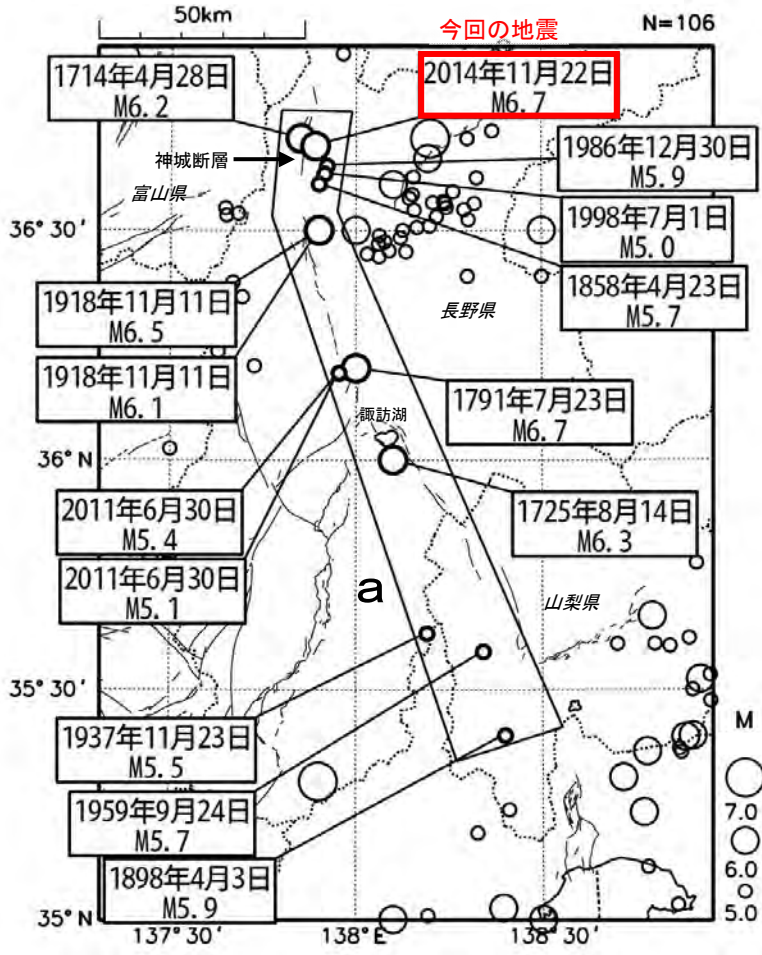 50km
今回の地震
N=106
1714年4月28日
M6.2
2014年11月22日
M6.7
神城断層
1986年12月30日
M5.9
富山県
1998年7月1日
M5.0
36°30'
1858年4月23日
M5.7
1918年11月11日
M6.5
長野県
1918年11月11日
M6.1
1791年7月23日
M6.7
諏訪湖
36°N
2011年6月30日
M5.4
1725年8月14日
M6.3
2011年6月30日
M5.1
a
山梨県
35°30'
1937年11月23日
M5.5
M
1959年9月24日
M5.7
7.0
1898年4月3日
M5.9
6.0
5.0
35°N
137°30'
138°E
138°30'